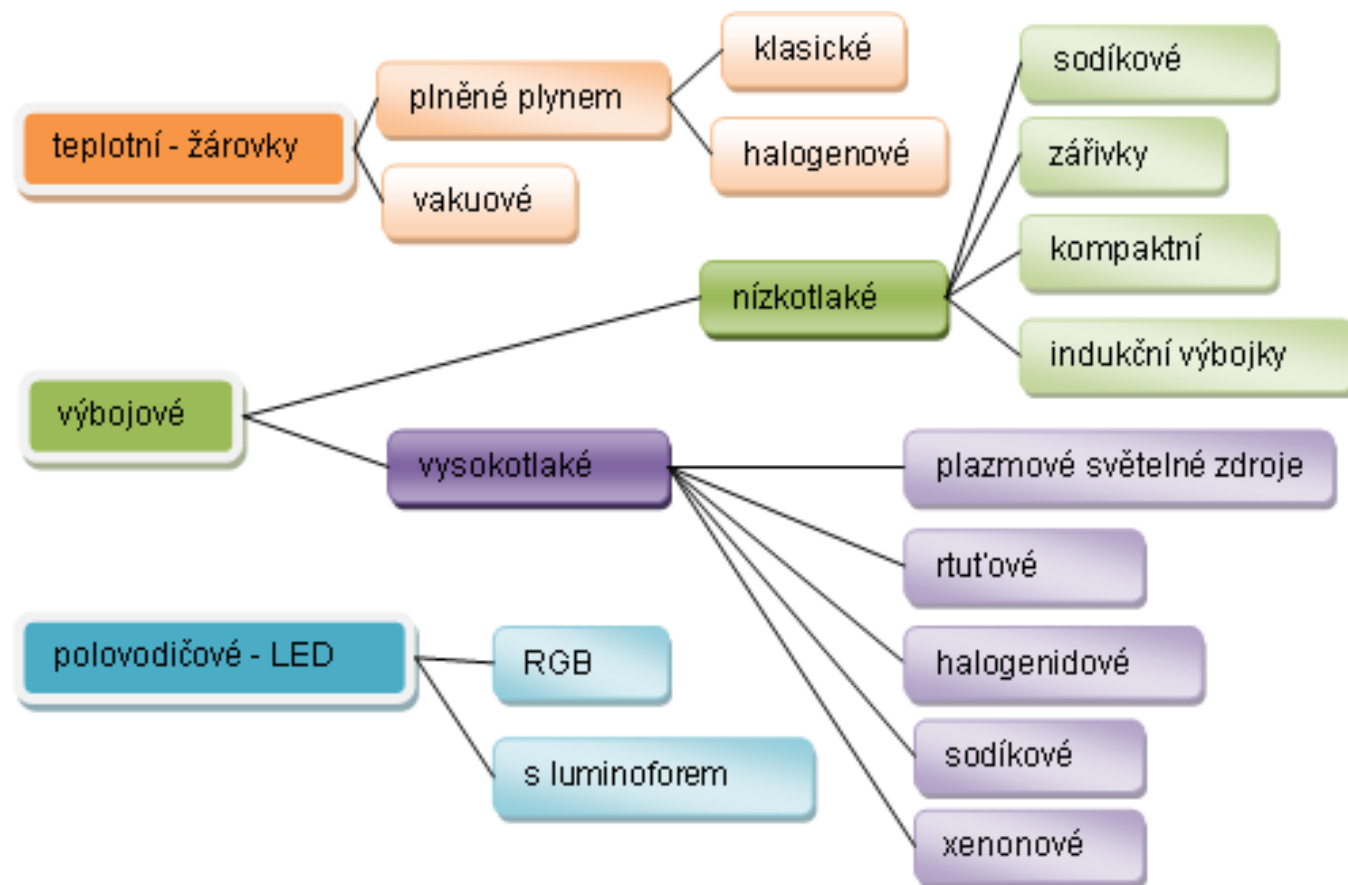 teplotní - žárovky
plněné plynem
klasické
halogenové
vakuové
výbojové
nízkotlaké
sodíkové
zářivky
kompaktní
indukční výbojky
vysokotlaké
plazmové světelné zdroje
rtuťové
halogenidové
sodíkové
xenonové
polovodičové - LED
RGB
s luminoforem